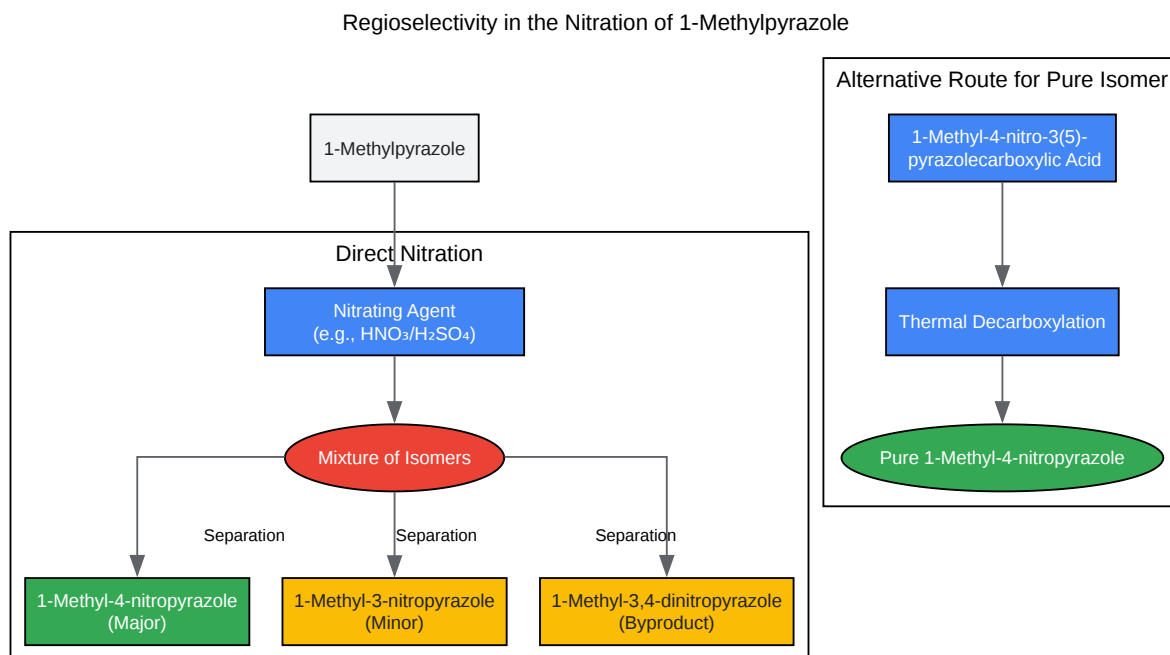 Regioselectivity in the Nitration of 1-Methylpyrazole
Alternative Route for Pure Isomer
1-Methylpyrazole
1-Methyl-4-nitro-3(5)-
pyrazolecarboxylic Acid
Direct Nitration
Nitrating Agent
(e.g., HNO₃/H₂SO₄)
Thermal Decarboxylation
Mixture of Isomers
Pure 1-Methyl-4-nitropyrazole
Separation
Separation
Separation
1-Methyl-4-nitropyrazole
(Major)
1-Methyl-3-nitropyrazole
(Minor)
1-Methyl-3,4-dinitropyrazole
(Byproduct)